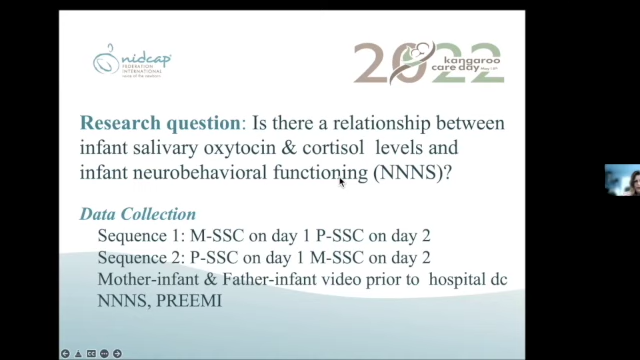 nidcap
FEDERATION
INTERNATIONAL
2022
kangaroo
care day
Research question: Is there a relationship between
infant salivary oxytocin & cortisol levels and
infant neurobehavioral functioning (NNNS)?
Data Collection
Sequence 1: M-SSC on day 1 P-SSC on day 2
Sequence 2: P-SSC on day 1 M-SSC on day 2
Mother-infant & Father-infant video prior to hospital dc
NNNS, PREEMI